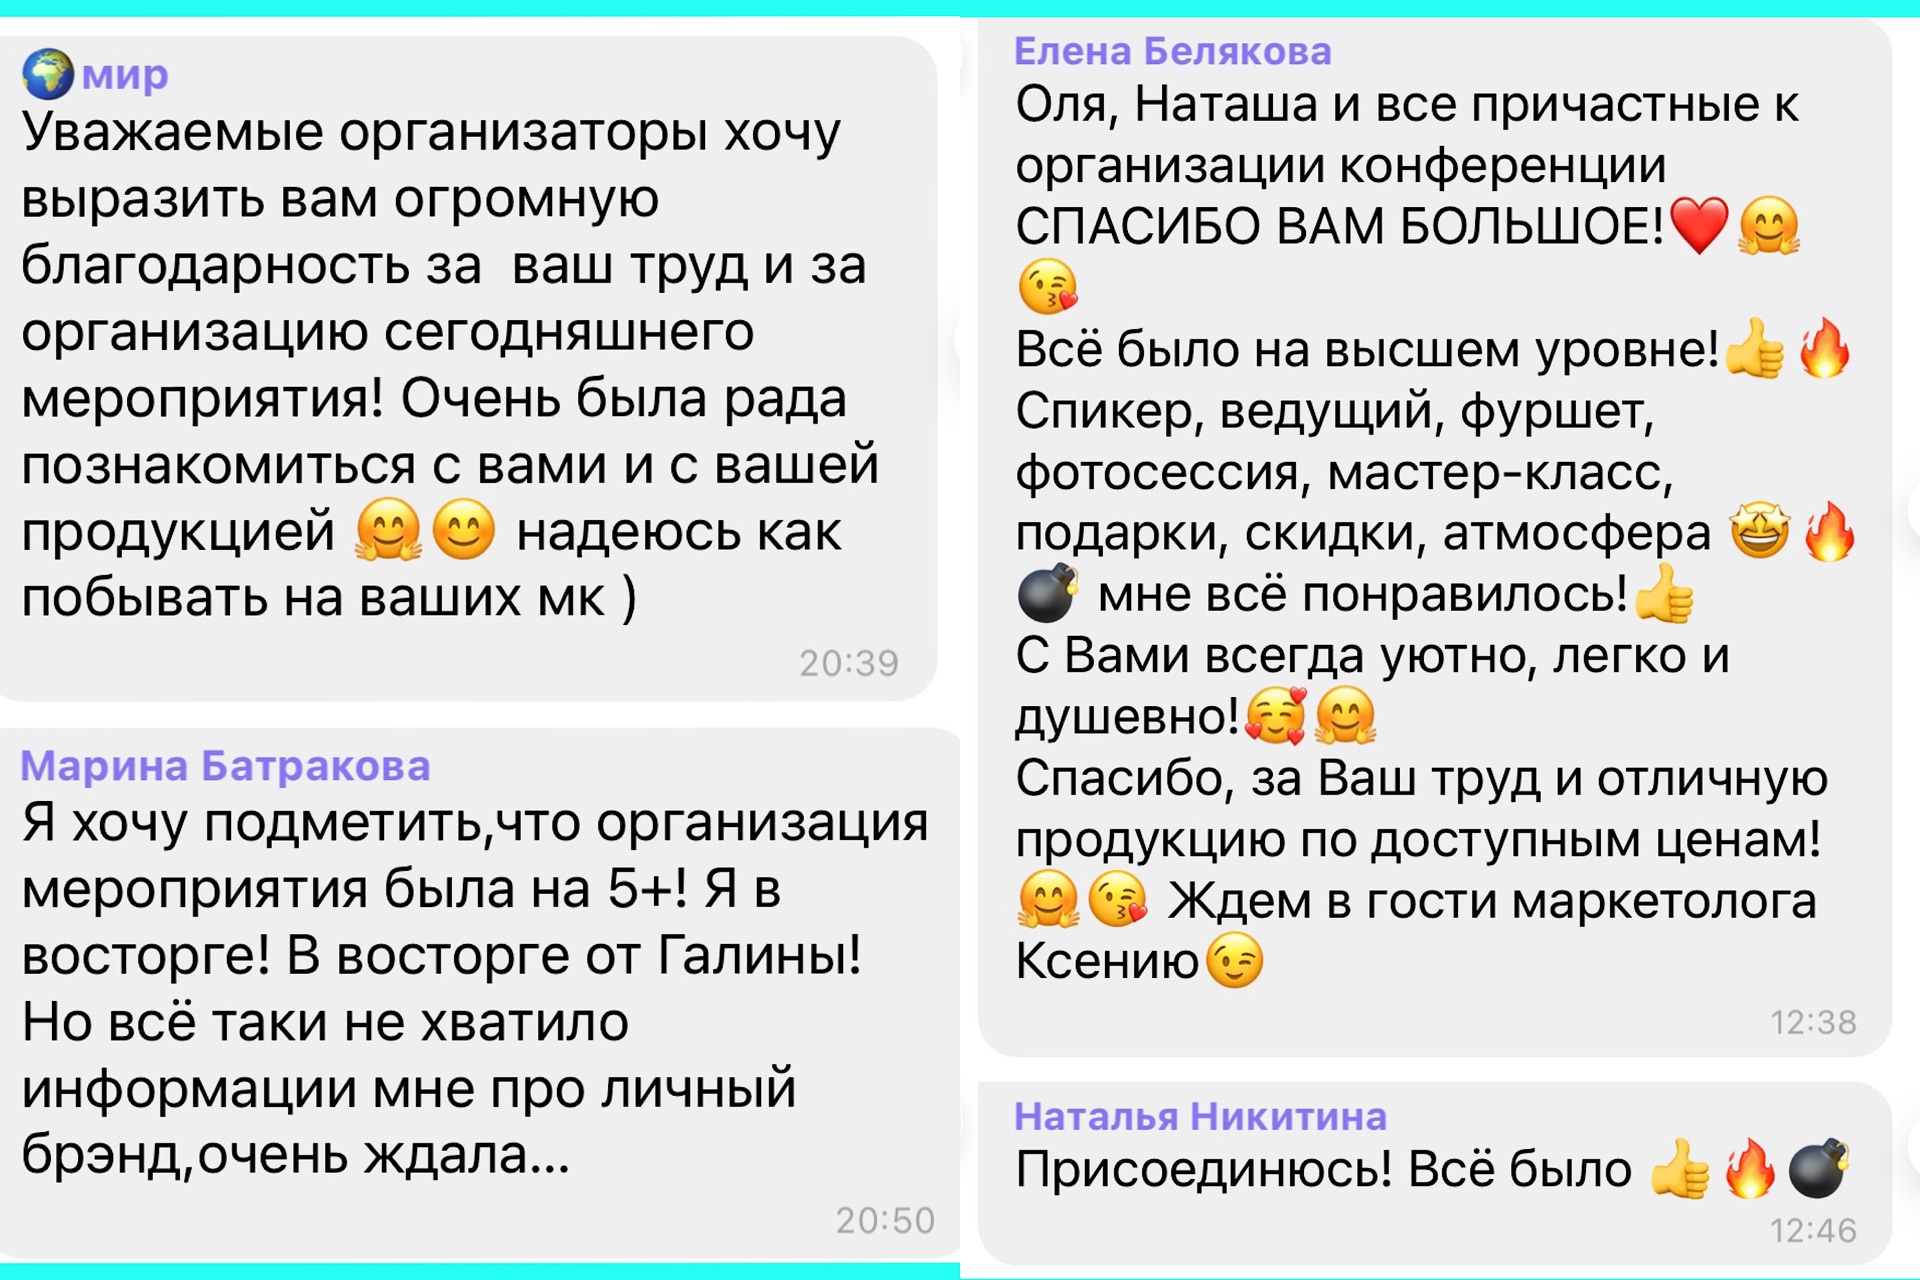 🌍мир
Уважаемые организаторы хочу
выразить вам огромную
благодарность за  ваш труд и за
организацию сегодняшнего
мероприятия! Очень была рада
познакомиться с вами и с вашей
продукцией 🤗😊 надеюсь как
побывать на ваших мк )
20:39
Марина Батракова
Я хочу подметить,что организация
мероприятия была на 5+! Я в
восторге! В восторге от Галины!
Но всё таки не хватило
информации мне про личный
брэнд,очень ждала...
20:50
Елена Белякова
Оля, Наташа и все причастные к
организации конференции
СПАСИБО ВАМ БОЛЬШОЕ!❤️🤗
😘
Всё было на высшем уровне!👍🔥
Спикер, ведущий, фуршет,
фотосессия, мастер-класс,
подарки, скидки, атмосфера 🤩🔥
💣 мне всё понравилось!👍
С Вами всегда уютно, легко и
душевно!🥰🤗
Спасибо, за Ваш труд и отличную
продукцию по доступным ценам!
🤗😘 Ждем в гости маркетолога
Ксению😉
12:38
Наталья Никитина
Присоединюсь! Всё было 👍🔥💣
12:46